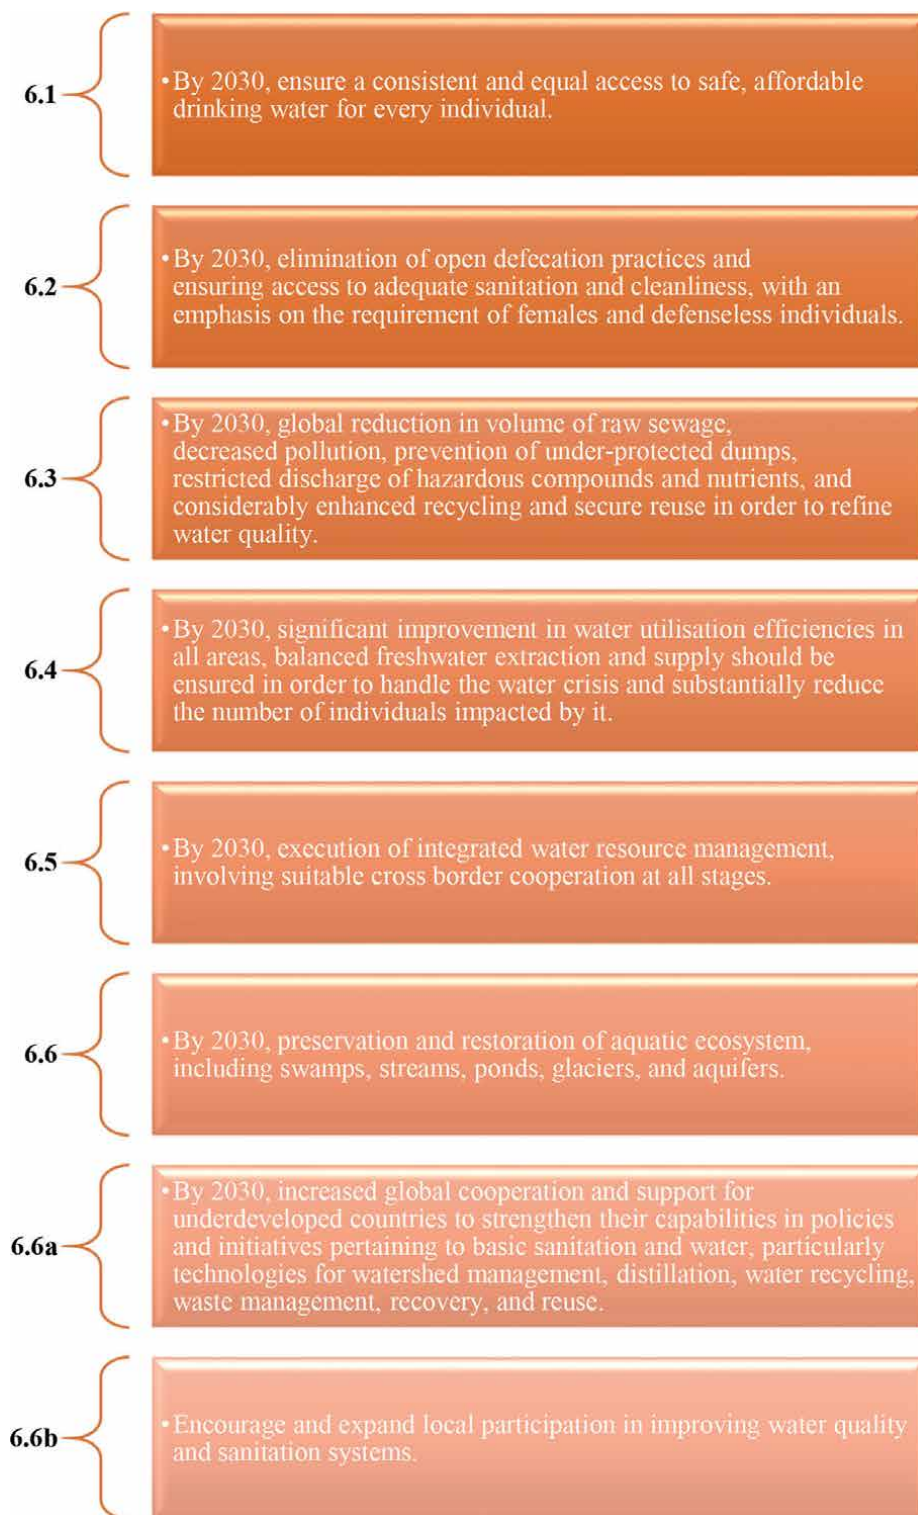 6.1
•By 2030, ensure a consistent and equal access to safe, affordable
drinking water for every individual.
6.2
•By 2030, elimination of open defecation practices and
ensuring access to adequate sanitation and cleanliness, with an
emphasis on the requirement of females and defenseless individuals.
6.3
•By 2030, global reduction in volume of raw sewage,
decreased pollution, prevention of under-protected dumps,
restricted discharge of hazardous compounds and nutrients, and
considerably enhanced recycling and secure reuse in order to refine
water quality.
6.4
•By 2030, significant improvement in water utilisation efficiencies in
all areas, balanced freshwater extraction and supply should be
ensured in order to handle the water crisis and substantially reduce
the number of individuals impacted by it.
6.5
•By 2030, execution of integrated water resource management,
involving suitable cross border cooperation at all stages.
6.6
•By 2030, preservation and restoration of aquatic ecosystem,
including swamps, streams, ponds, glaciers, and aquifers.
6.6a
•By 2030, increased global cooperation and support for
underdeveloped countries to strengthen their capabilities in policies
and initiatives pertaining to basic sanitation and water, particularly
technologies for watershed management, distillation, water recycling,
waste management, recovery, and reuse.
6.6b
•Encourage and expand local participation in improving water quality
and sanitation systems.